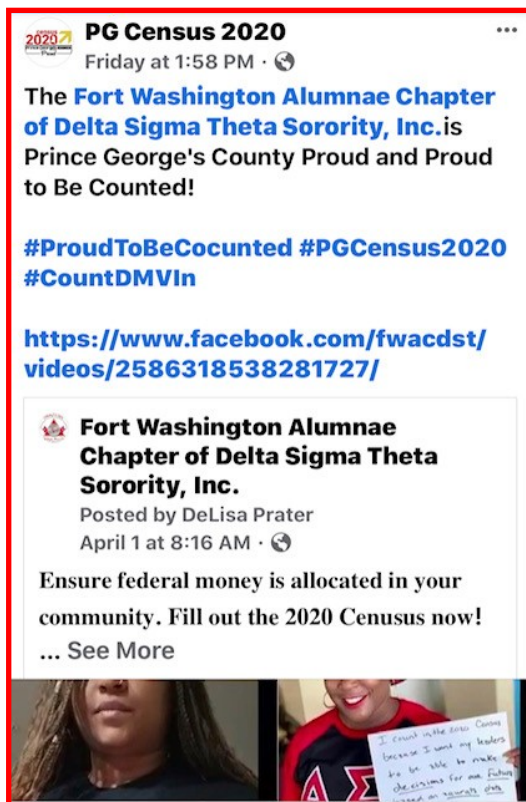 2020
PG Census 2020
Friday at 1:58 PM ·
The Fort Washington Alumnae Chapter
of Delta Sigma Theta Sorority, Inc.is
Prince George's County Proud and Proud
to Be Counted!
#ProudToBeCocunted #PGCensus2020
#CountDMVIn
https://www.facebook.com/fwacdst/
videos/2586318538281727/
Fort Washington Alumnae
Chapter of Delta Sigma Theta
Sorority, Inc.
Posted by DeLisa Prater
April 1 at 8:16 AM ·
Ensure federal money is allocated in your
community. Fill out the 2020 Cenusus now!
... See More
I count in the 2020 Census
because I want my leaders
to be able to make
decisions for our future
ΔΣ